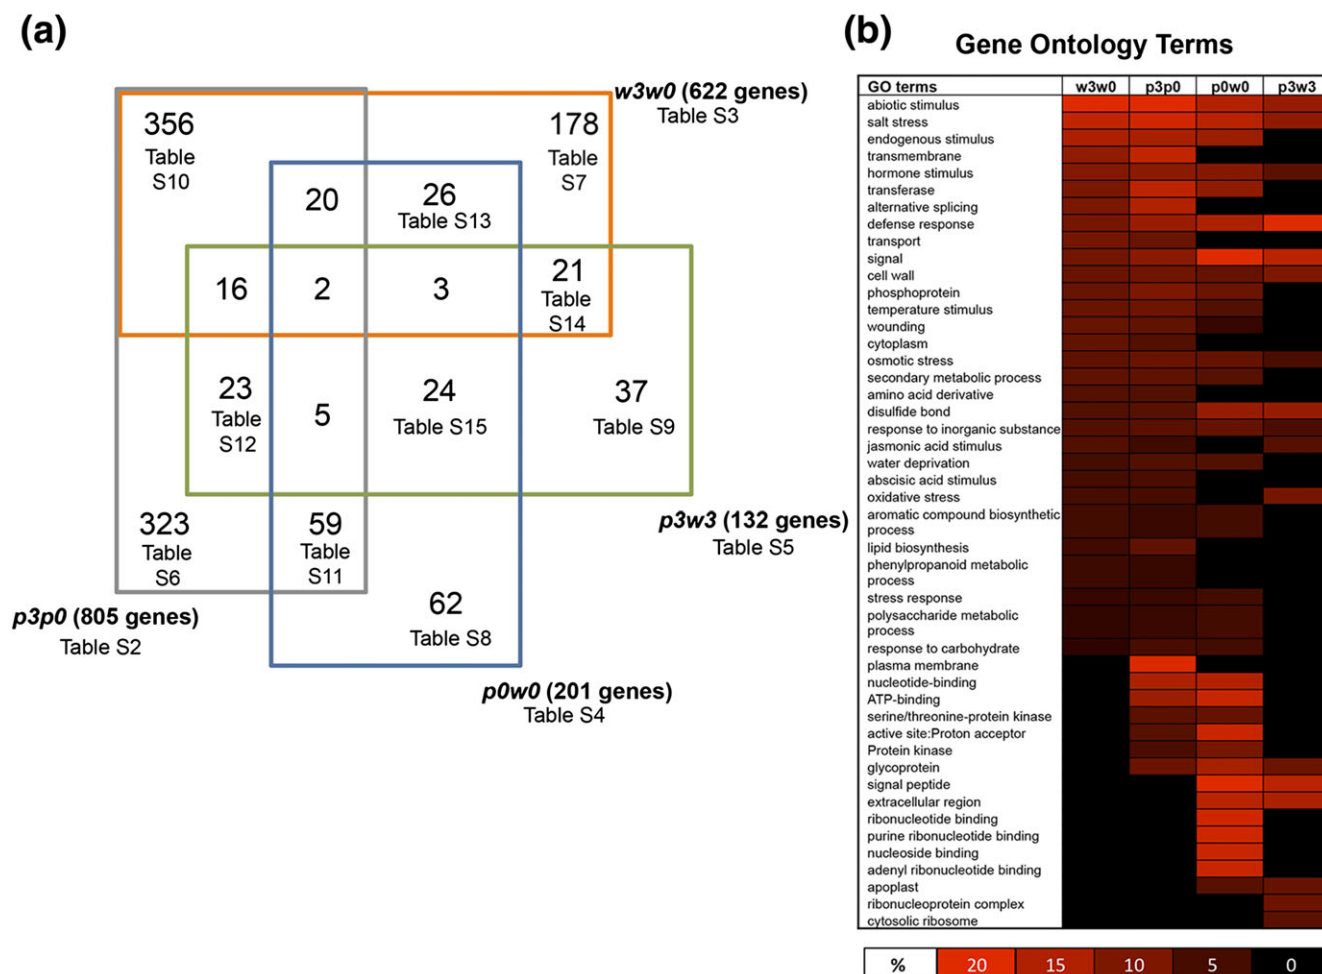 (a)
356
Table
S10
178
Table
S7
w3w0 (622 genes)
Table S3
20
26
Table S13
16
2
3
21
Table
S14
23
Table
S12
5
24
Table S15
37
Table S9
p3w3 (132 genes)
Table S5
323
Table
S6
59
Table
S11
62
Table S8
p3p0 (805 genes)
Table S2
p0w0 (201 genes)
Table S4
(b)
Gene Ontology Terms
GO terms w3w0 p3p0 p0w0 p3w3
abiotic stimulus
salt stress
endogenous stimulus
transmembrane
hormone stimulus
transferase
alternative splicing
defense response
transport
signal
cell wall
phosphoprotein
temperature stimulus
wounding
cytoplasm
osmotic stress
secondary metabolic process
amino acid derivative
disulfide bond
response to inorganic substance
jasmonic acid stimulus
water deprivation
abscisic acid stimulus
oxidative stress
aromatic compound biosynthetic
process
lipid biosynthesis
phenylpropanoid metabolic
process
stress response
polysaccharide metabolic
process
response to carbohydrate
plasma membrane
nucleotide-binding
ATP-binding
serine/threonine-protein kinase
active site:Proton acceptor
Protein kinase
glycoprotein
signal peptide
extracellular region
ribonucleotide binding
purine ribonucleotide binding
nucleoside binding
adenyl ribonucleotide binding
apoplast
ribonucleoprotein complex
cytosolic ribosome
% 20 15 10 5 0